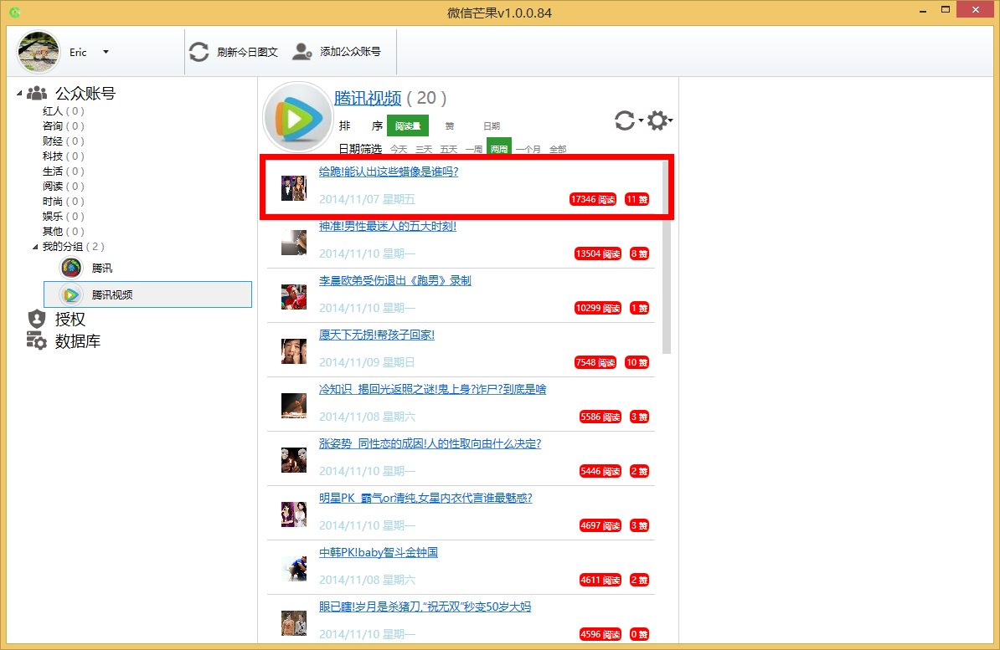 微信芒果v1.0.0.84
Eric
刷新今日图文
添加公众账号
公众账号
红人 ( 0 )
咨询 ( 0 )
财经 ( 0 )
科技 ( 0 )
生活 ( 0 )
阅读 ( 0 )
时尚 ( 0 )
娱乐 ( 0 )
其他 ( 0 )
我的分组 ( 2 )
腾讯
腾讯视频
授权
数据库
腾讯视频 ( 20 )
排 序 阅读量 赞 日期
日期筛选 今天 三天 五天 一周 两周 一个月 全部
给跪!能认出这些蜡像是谁吗?
2014/11/07 星期五 17346 阅读 11 赞
神准!男性最迷人的五大时刻!
2014/11/10 星期一 13504 阅读 8 赞
李晨欧弟受伤退出《跑男》录制
2014/11/10 星期一 10299 阅读 1 赞
愿天下无拐!帮孩子回家!
2014/11/09 星期日 7548 阅读 10 赞
冷知识_揭回光返照之谜!鬼上身?诈尸?到底是啥
2014/11/08 星期六 5586 阅读 3 赞
涨姿势_同性恋的成因!人的性取向由什么决定?
2014/11/10 星期一 5446 阅读 2 赞
明星PK_霸气or清纯,女星内衣代言谁最魅惑?
2014/11/10 星期一 4697 阅读 3 赞
中韩PK!baby智斗金钟国
2014/11/08 星期六 4611 阅读 2 赞
眼已瞎!岁月是杀猪刀,“祝无双”秒变50岁大妈
2014/11/10 星期一 4596 阅读 0 赞